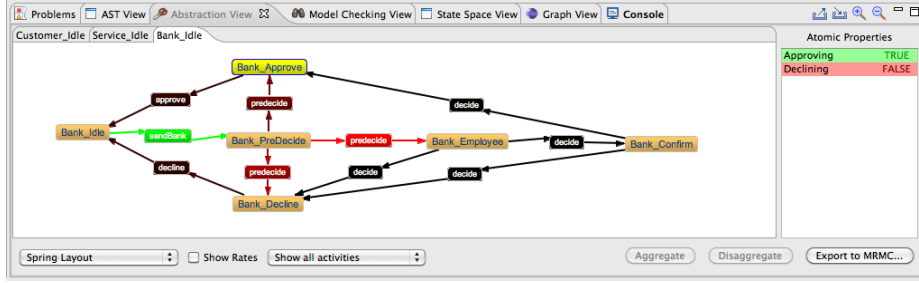 Problems AST View Abstraction View Model Checking View State Space View Graph View Console
Customer_Idle Service_Idle Bank_Idle
Atomic Properties
Approving TRUE
Declining FALSE
Bank_Approve
approve
predecide
decide
Bank_Idle
sendBank
Bank_PreDecide
predecide
Bank_Employee
decide
Bank_Confirm
decline
predecide
decide
decide
Bank_Decline
Spring Layout Show Rates Show all activities Aggregate Disaggregate Export to MRMC...